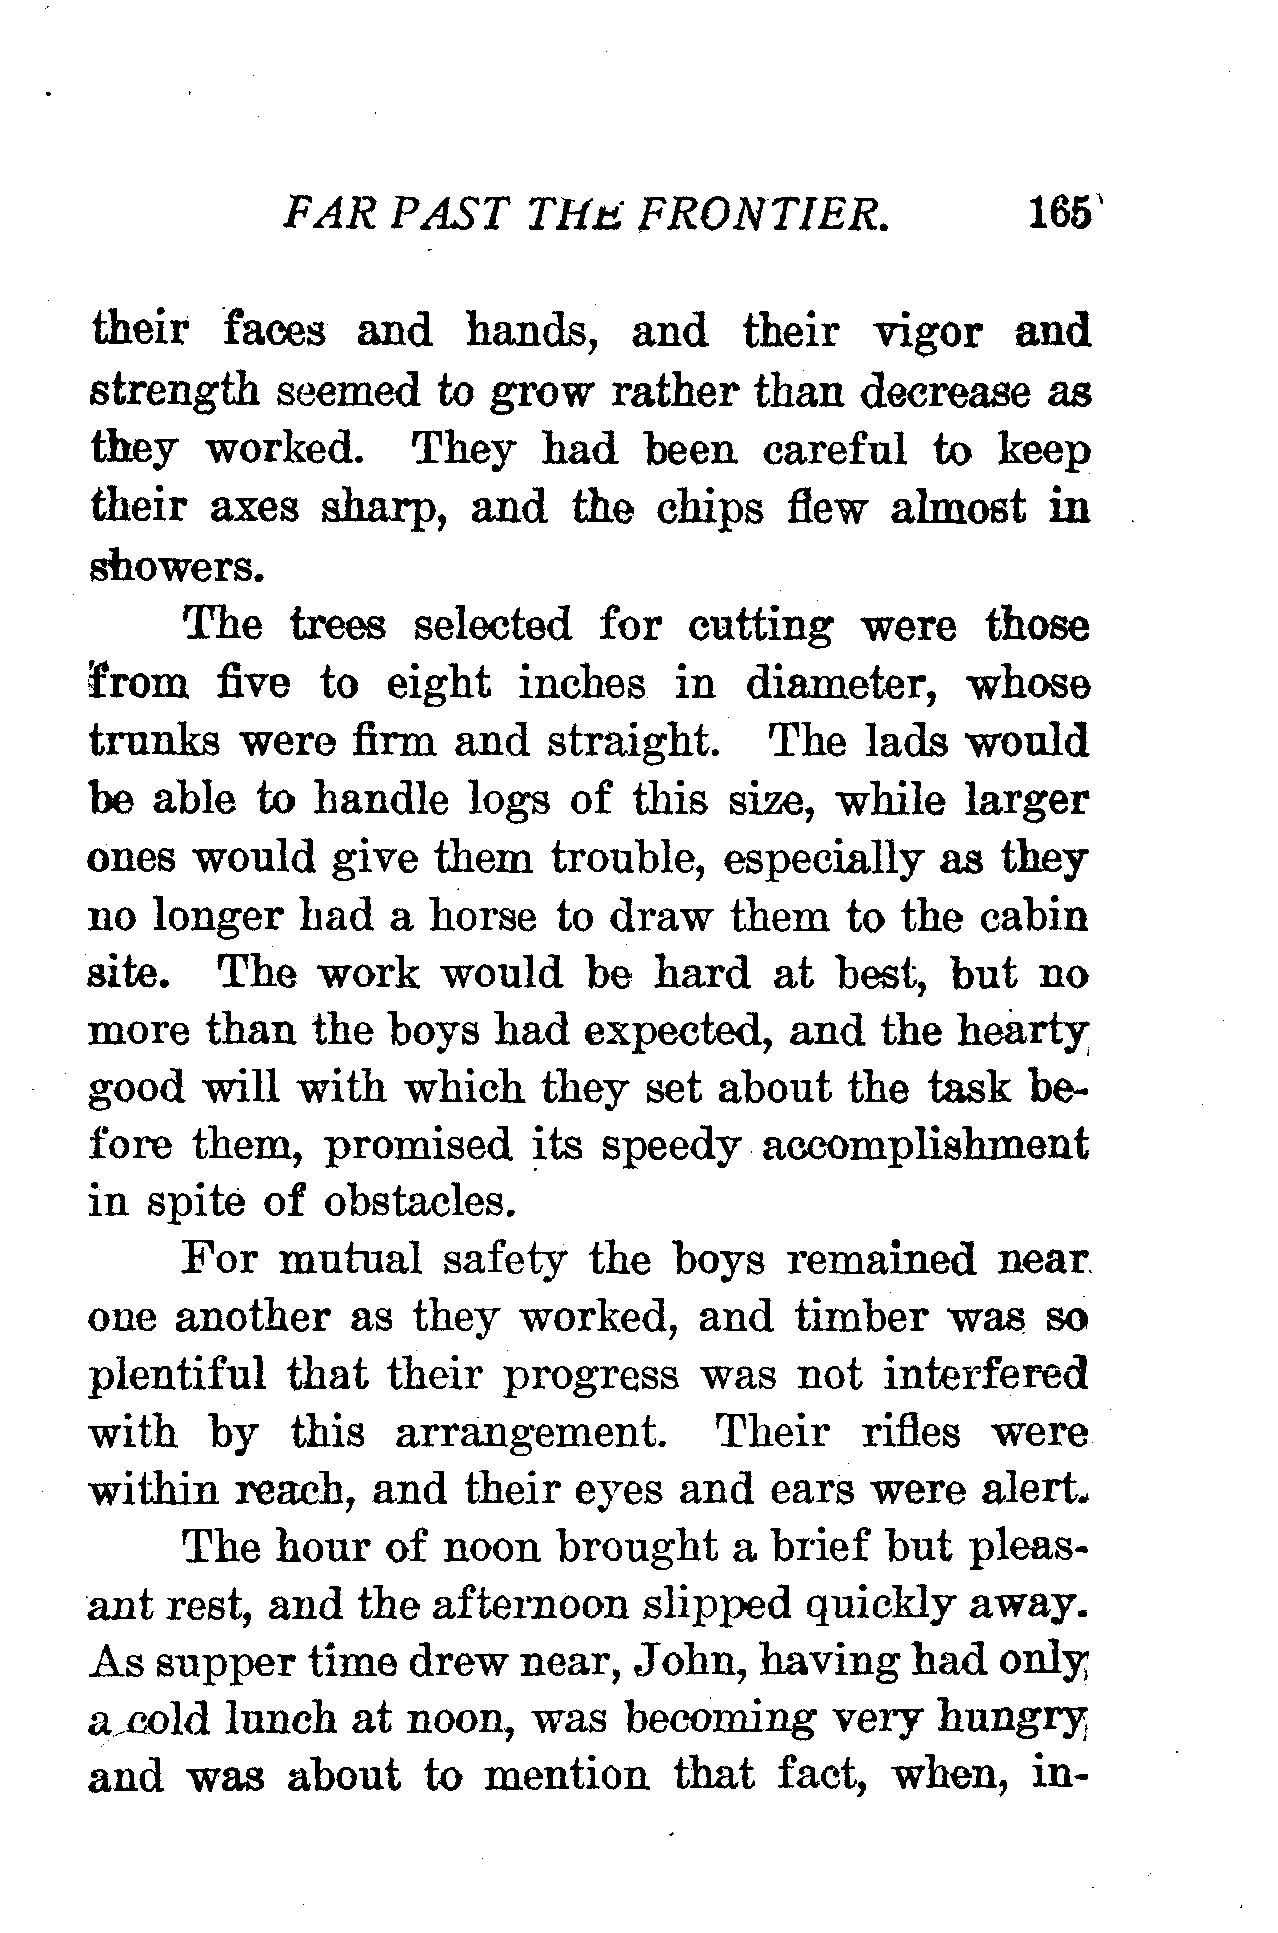 FAR PAST THE FRONTIER. 165
their faces and hands, and their vigor and
strength seemed to grow rather than decrease as
they worked. They had been careful to keep
their axes sharp, and the chips flew almost in
showers.
The trees selected for cutting were those
from five to eight inches in diameter, whose
trunks were firm and straight. The lads would
be able to handle logs of this size, while larger
ones would give them trouble, especially as they
no longer had a horse to draw them to the cabin
site. The work would be hard at best, but no
more than the boys had expected, and the hearty
good will with which they set about the task be-
fore them, promised its speedy accomplishment
in spite of obstacles.
For mutual safety the boys remained near
one another as they worked, and timber was so
plentiful that their progress was not interfered
with by this arrangement. Their rifles were
within reach, and their eyes and ears were alert.
The hour of noon brought a brief but pleas-
ant rest, and the afternoon slipped quickly away.
As supper time drew near, John, having had only
a cold lunch at noon, was becoming very hungry
and was about to mention that fact, when, in-